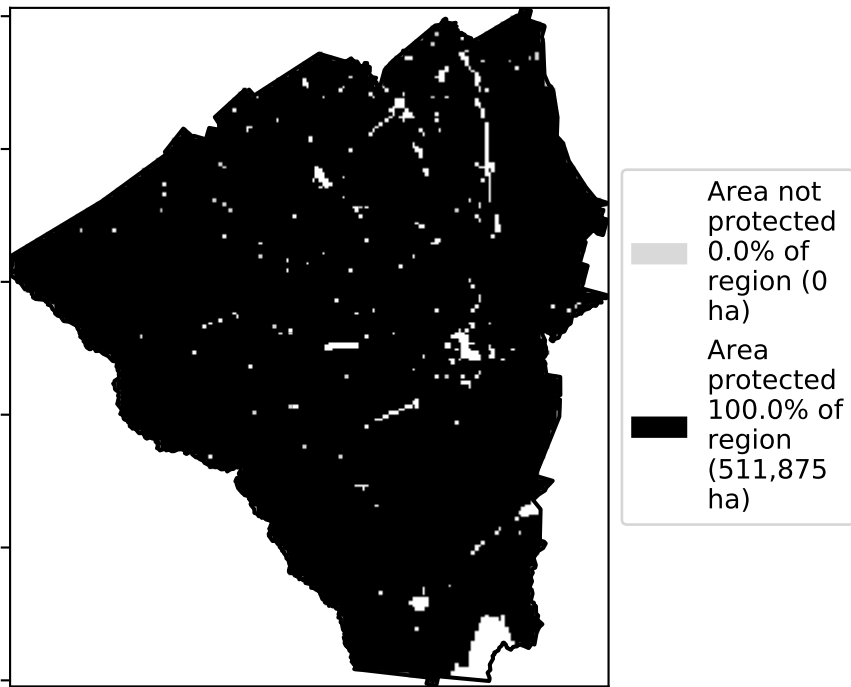 Area not
protected
0.0% of
region (0
ha)
Area
protected
100.0% of
region
(511,875
ha)